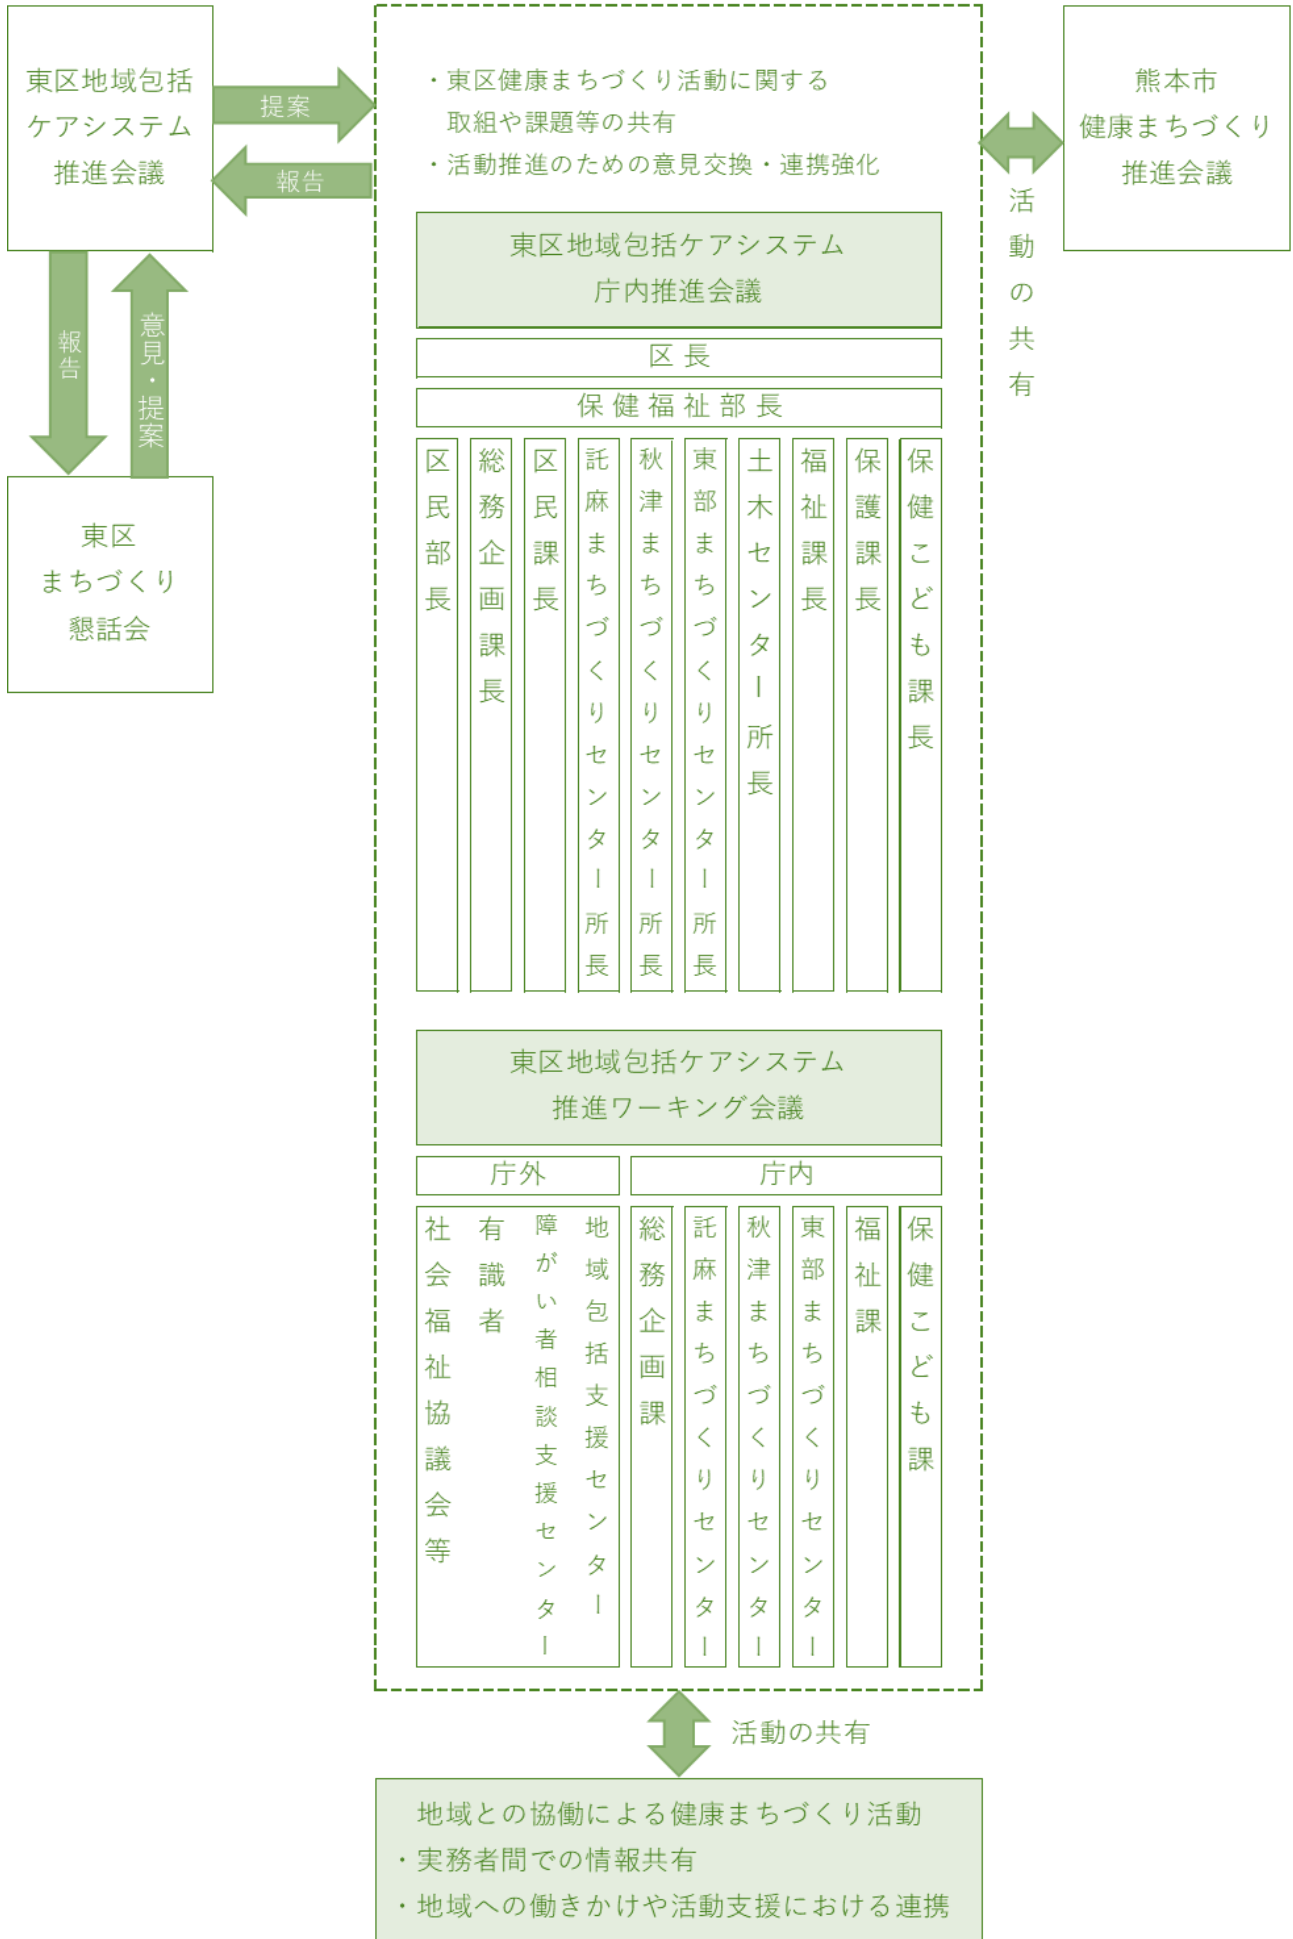 東区地域包括
ケアシステム
推進会議
提案
報告
・東区健康まちづくり活動に関する
取組や課題等の共有
・活動推進のための意見交換・連携強化
熊本市
健康まちづくり
推進会議
活動の共有
報告
意見・提案
東区
まちづくり
懇話会
東区地域包括ケアシステム
庁内推進会議
区長
保健福祉部長
区民部長
総務企画課長
区民課長
託麻まちづくりセンター所長
秋津まちづくりセンター所長
東部まちづくりセンター所長
土木センター所長
福祉課長
保護課長
保健こども課長
東区地域包括ケアシステム
推進ワーキング会議
庁外
庁内
社会福祉協議会等
有識者
障がい者相談支援センター
地域包括支援センター
総務企画課
託麻まちづくりセンター
秋津まちづくりセンター
東部まちづくりセンター
福祉課
保健こども課
活動の共有
地域との協働による健康まちづくり活動
・実務者間での情報共有
・地域への働きかけや活動支援における連携